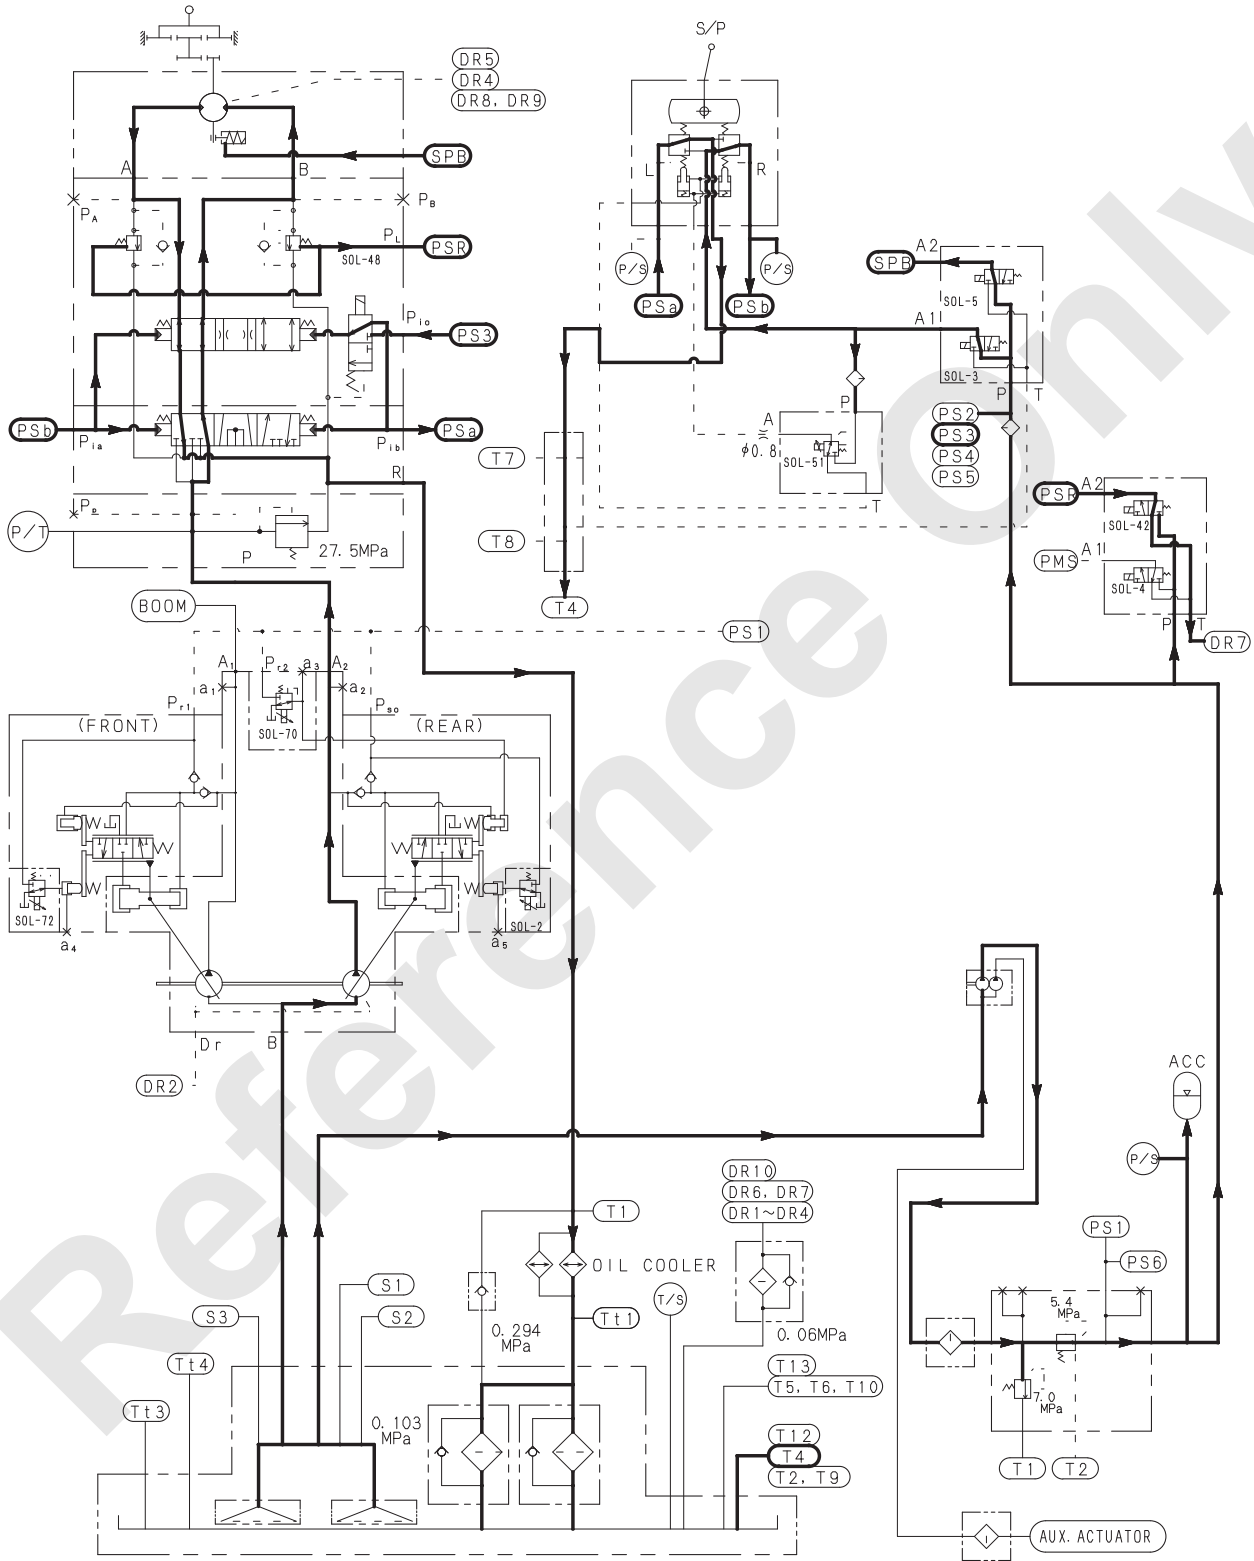 S/P
DR5
DR4
DR8, DR9
A
B
SPB
L
R
PA
PB
PL
PSR
SOL-48
P/S
P/S
PSa
PSb
SPB
A2
SOL-5
A1
SOL-3
P
T
Pio
PS3
PS2
PS3
PS4
PS5
PSb
Pia
Pib
PSa
R
P
A
φ0.8
SOL-51
T
T7
T8
T4
PSR
A2
SOL-42
PMS
A1
SOL-4
P
T
DR7
P/T
PP
P
27.5MPa
BOOM
PS1
A1
Pr2
a3
A2
a1
a2
Pr1
Pso
(FRONT)
SOL-70
(REAR)
SOL-72
SOL-2
a4
a5
Dr
B
DR2
ACC
P/S
DR10
DR6, DR7
DR1~DR4
T1
OIL COOLER
T/S
PS1
PS6
S1
S3
S2
Tt1
0.294
MPa
0.06MPa
5.4
MPa
7.0
MPa
Tt4
Tt3
T13
T5, T6, T10
0.103
MPa
T12
T4
T2, T9
T1
T2
AUX. ACTUATOR
Reference Only